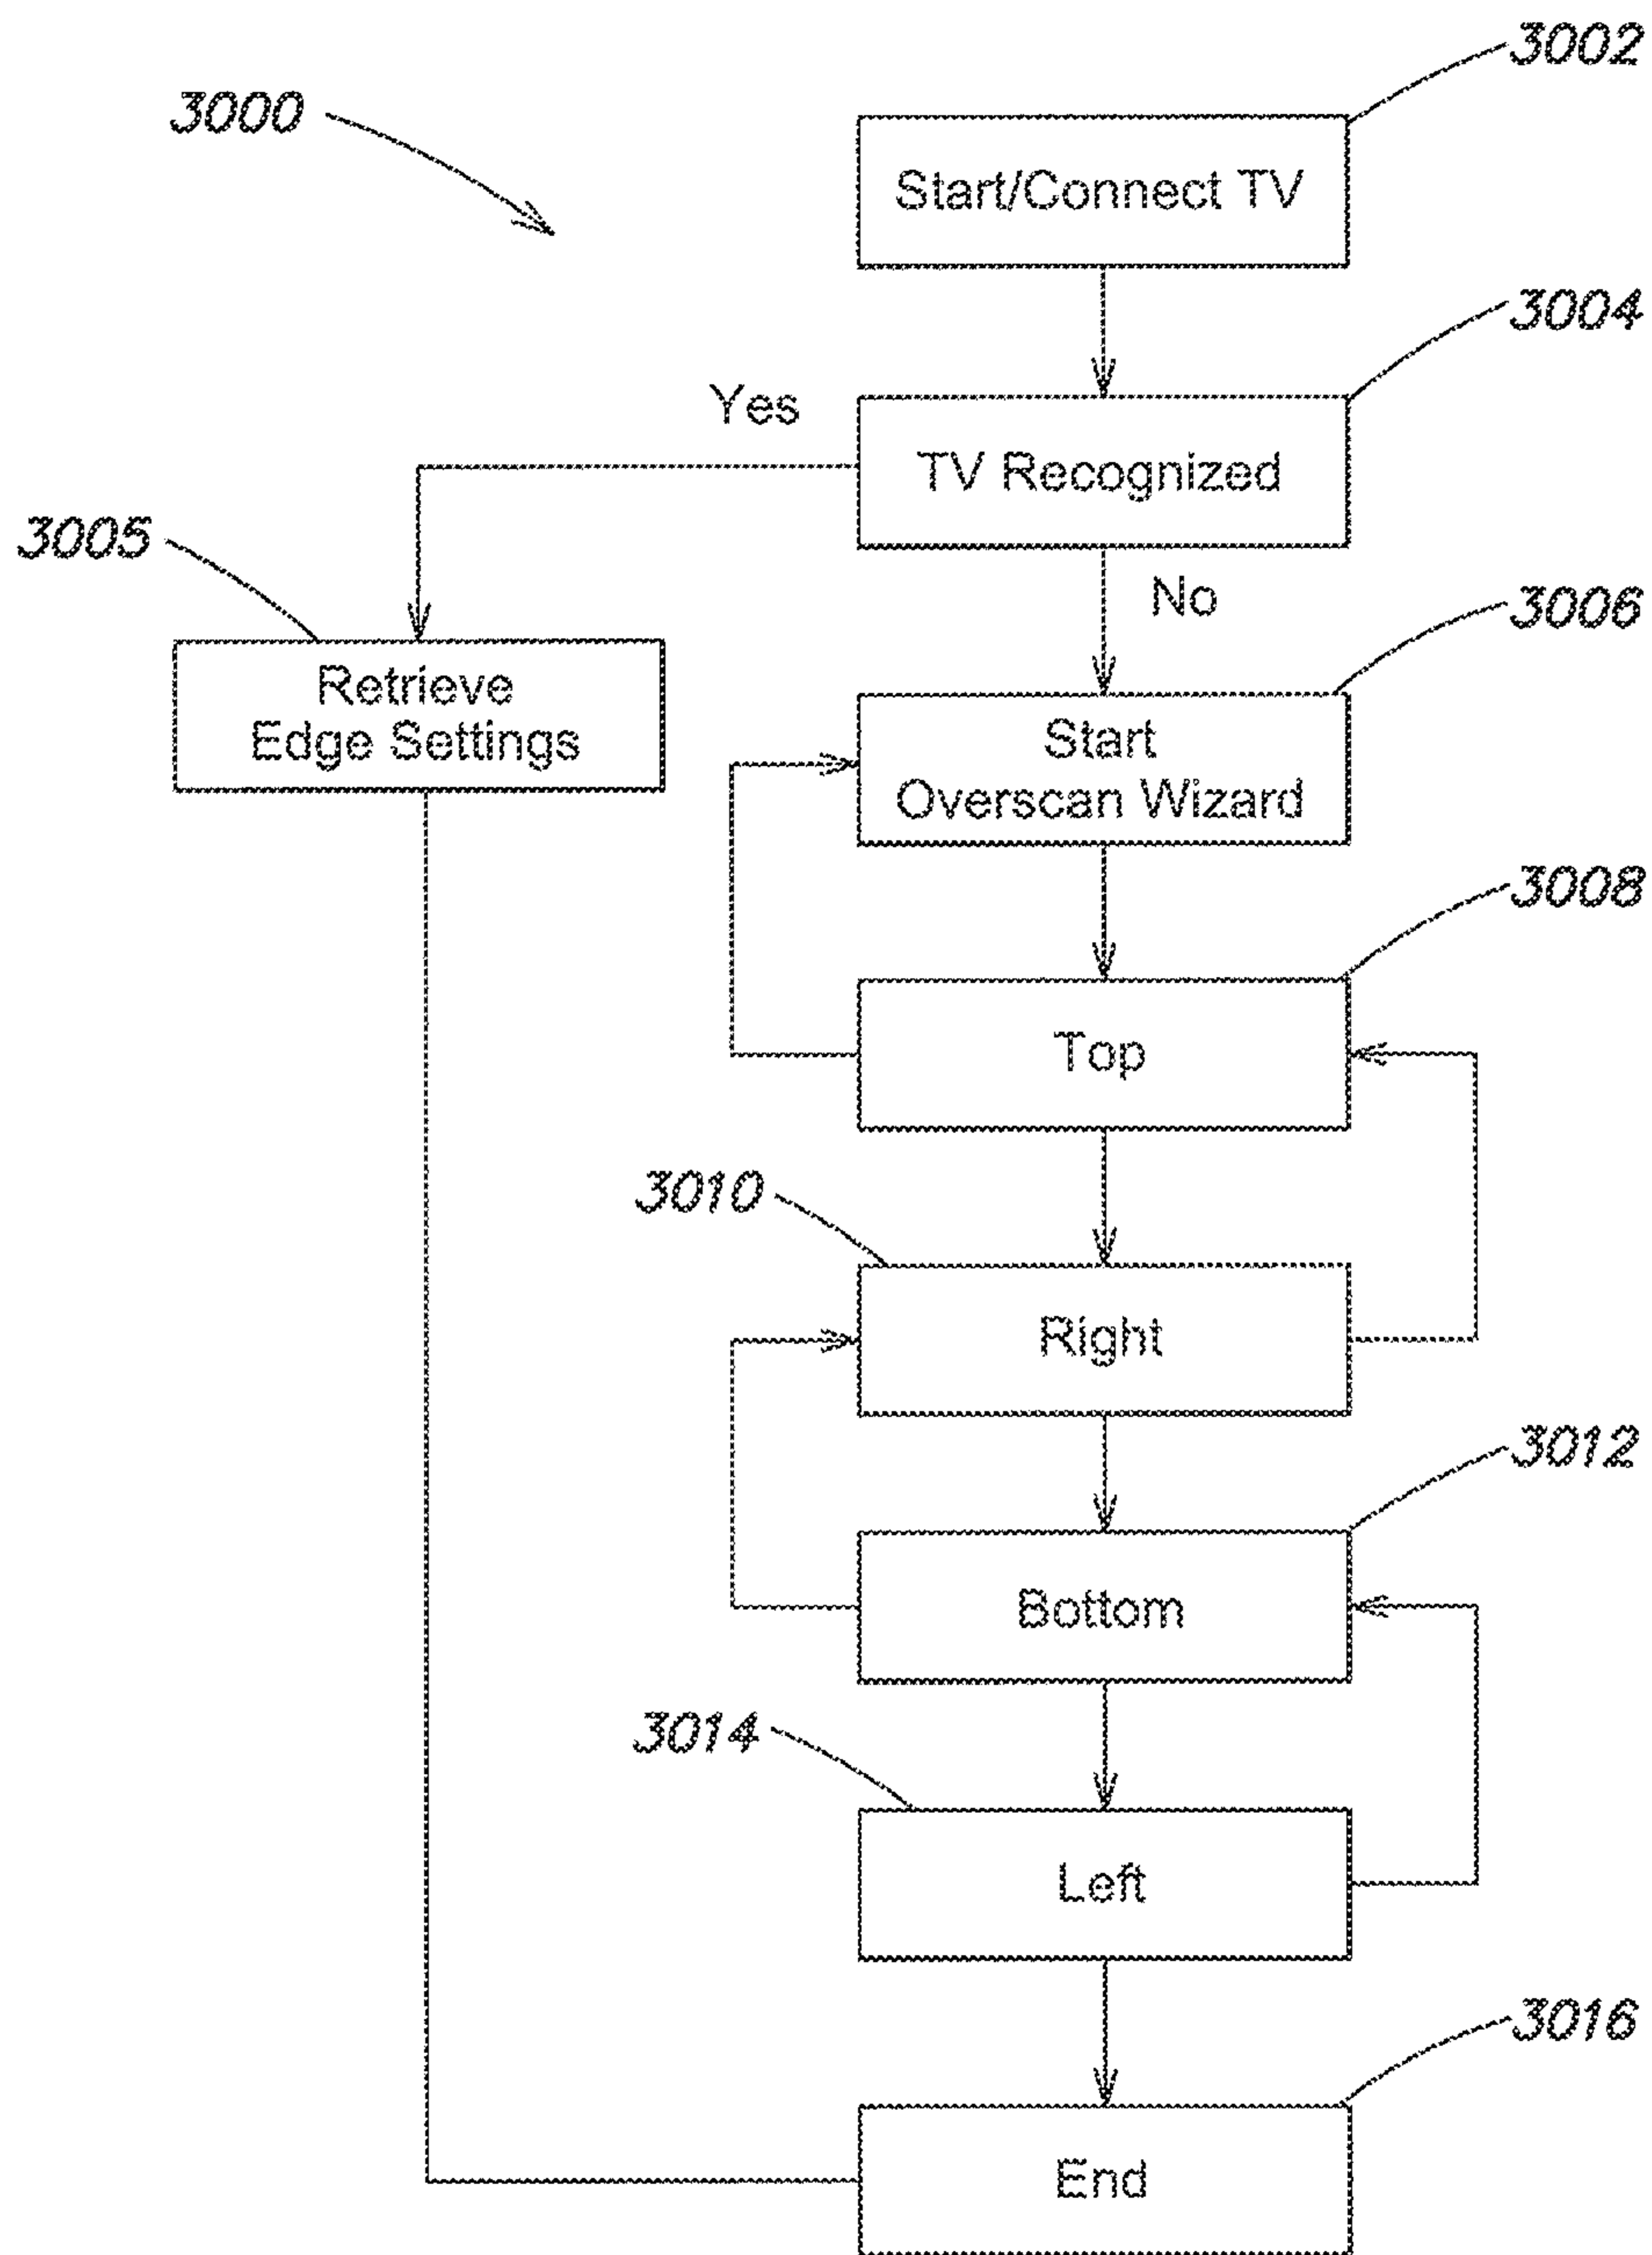 3002
3000
Start/Connect TV
3004
Yes
TV Recognized
3005
No
3006
Retrieve
Edge Settings
Start
Overscan Wizard
3008
Top
3010
Right
3012
Bottom
3014
Left
3016
End